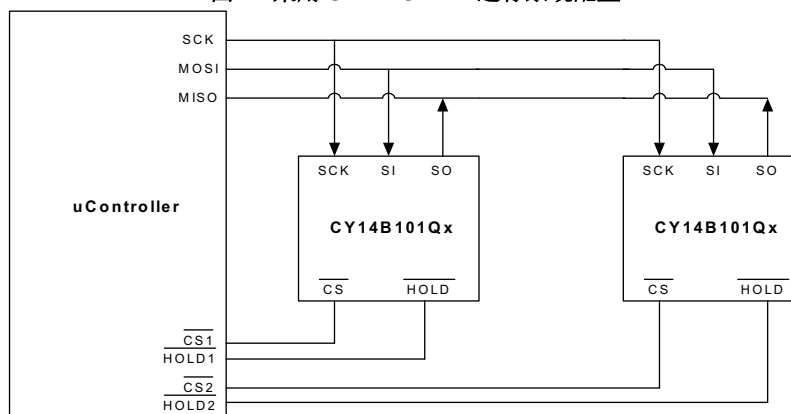 SCK
MOSI
MISO
uController
SCK SI SO
CY14B101Qx
CS HOLD
SCK SI SO
CY14B101Qx
CS HOLD
CS1
HOLD1
CS2
HOLD2